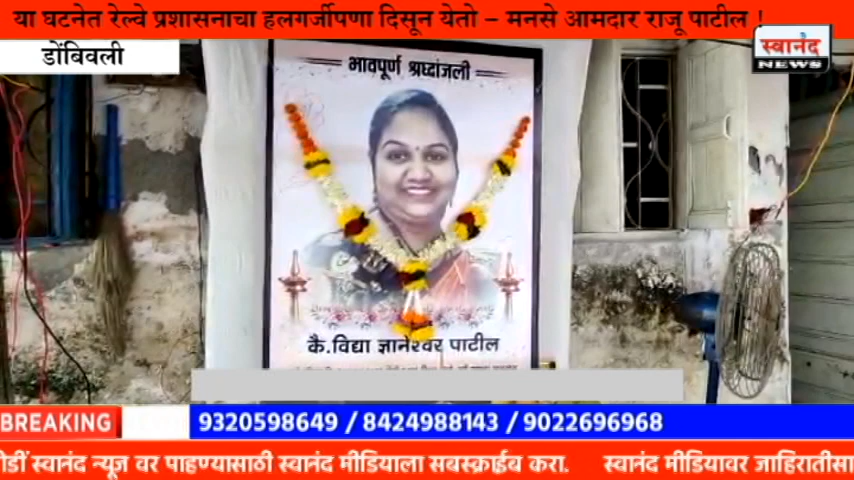 या घटनेत रेल्वे प्रशासनाचा हलगर्जीपणा दिसून येतो – मनसे आमदार राजू पाटील !
डोंबिवली
स्वानंद
NEWS
भावपूर्ण श्रध्दांजली
कै. विद्या ज्ञानेश्वर पाटील
BREAKING
9320598649 / 8424988143 / 9022696968
डीं स्वानंद न्यूज वर पाहण्यासाठी स्वानंद मीडियाला सबस्क्राईब करा. स्वानंद मीडियावर जाहिरातीसा